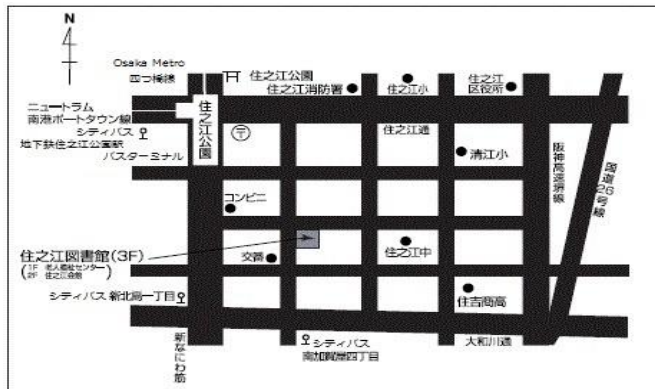 N
Osaka Metro
四つ橋線
住之江公園
住之江消防署
住之江小
住之江
区役所
ニュートラム
南港ポートタウン線
シティバス
地下鉄住之江公園駅
バスターミナル
住之江公園
〒
住之江通
清江小
阪神高速堺線
国道26号線
コンビニ
住之江図書館(3F)
(1F 老人福祉センター
2F 住之江会館)
交番
住之江中
シティバス 新北島一丁目
住吉商高
新なにわ筋
シティバス
南加賀屋四丁目
大和川通